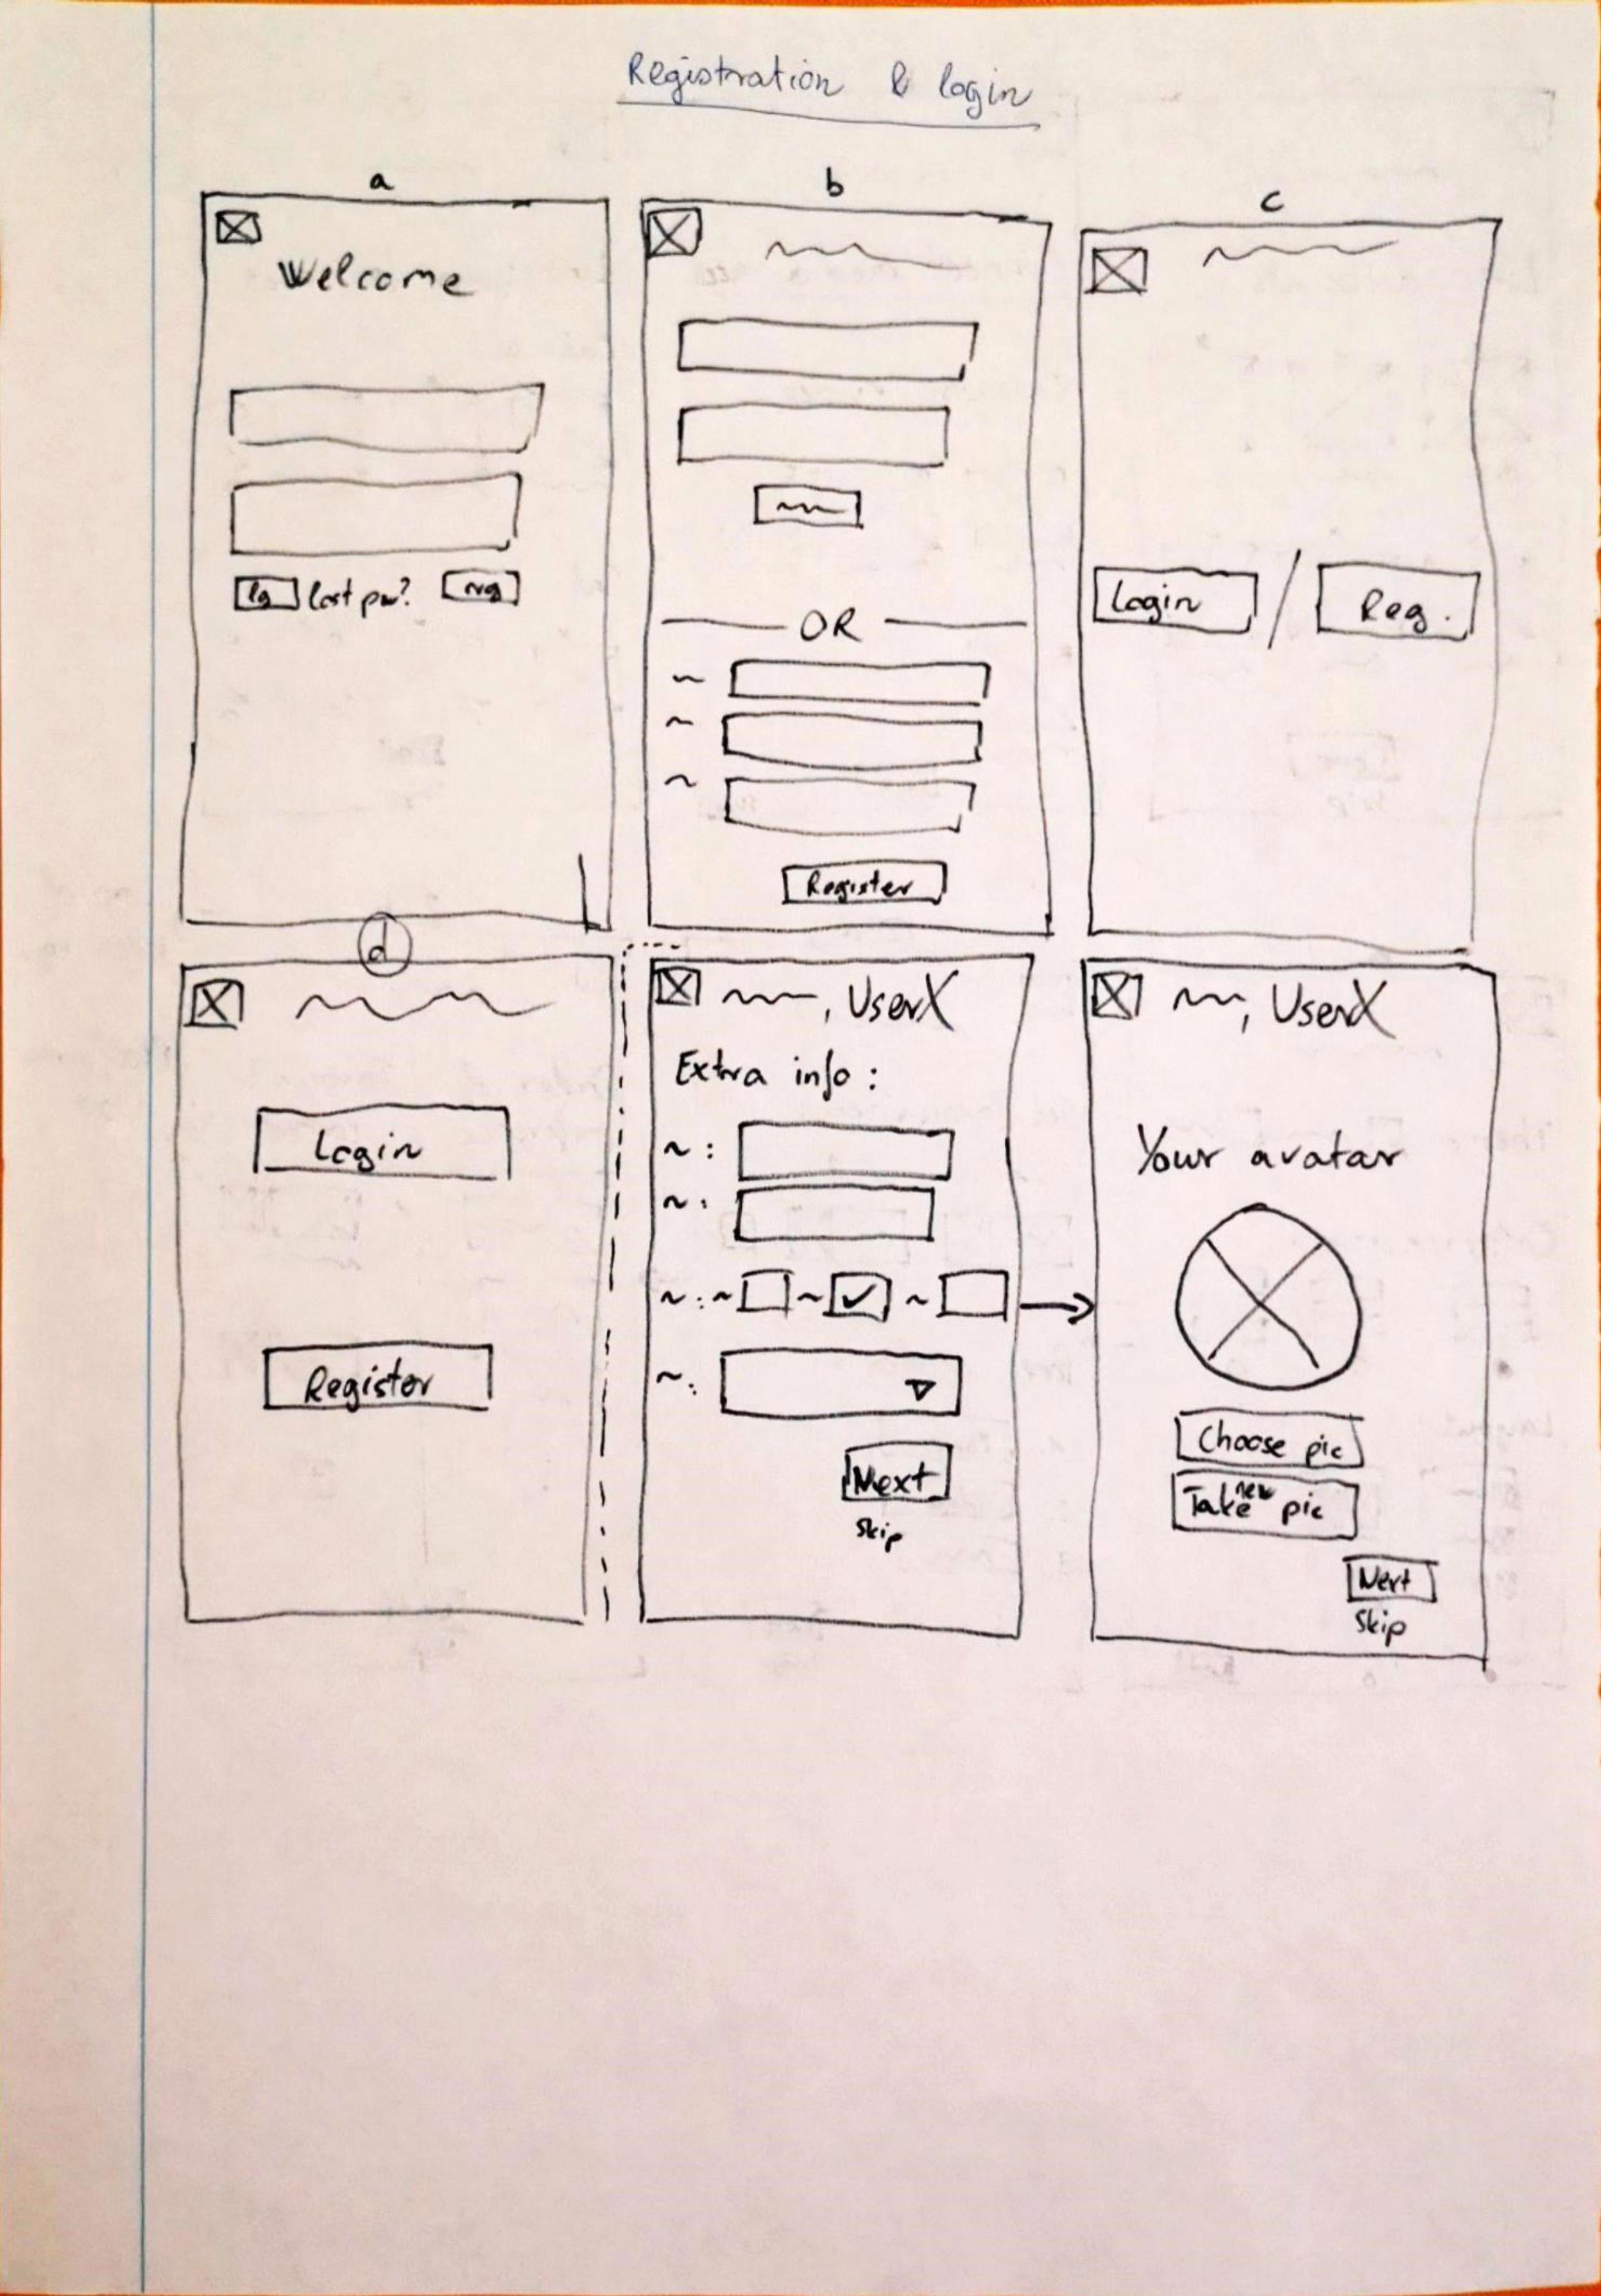 Registration & login
a
Welcome
lg lost pw? reg
b
OR
Register
c
Login / Reg.
d
Login
Register
, UserX
Extra info :
Next
Skip
, UserX
Your avatar
Choose pic
Take new pic
Next
Skip